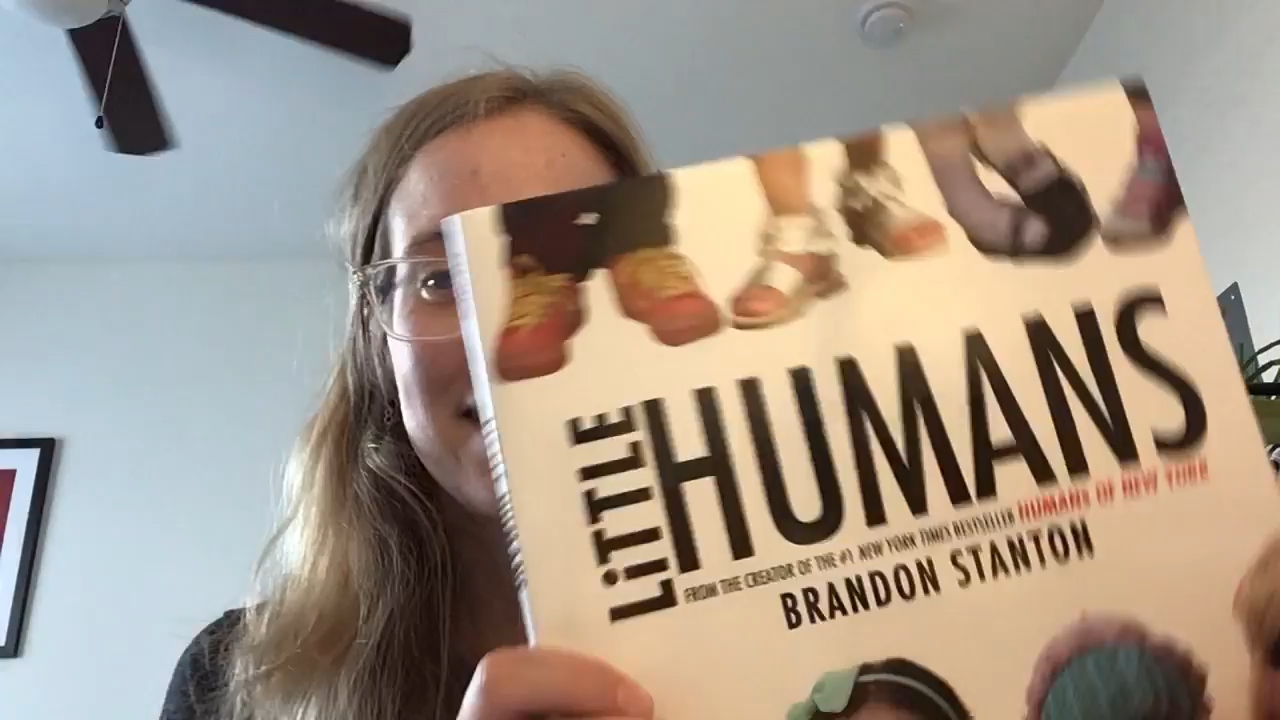 LiTTLE
HUMANS
FROM THE CREATOR OF THE #1 NEW YORK TIMES BESTSELLER HUMANS OF NEW YORK
BRANDON STANTON